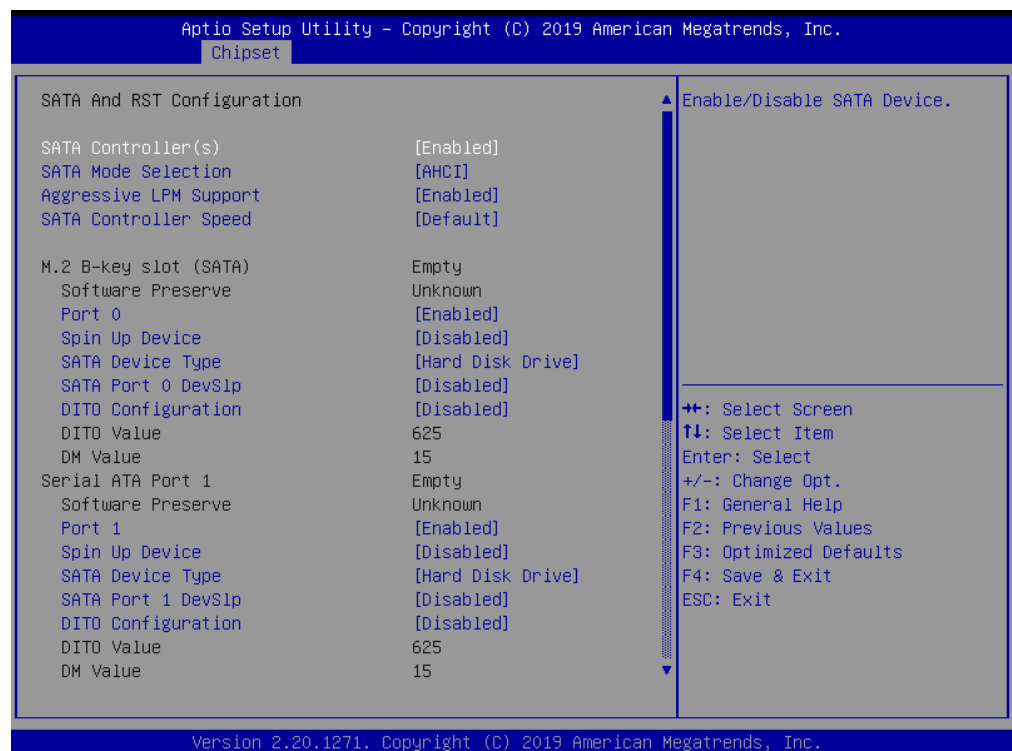 Aptio Setup Utility – Copyright (C) 2019 American Megatrends, Inc.
Chipset
SATA And RST Configuration
SATA Controller(s) [Enabled]
SATA Mode Selection [AHCI]
Aggressive LPM Support [Enabled]
SATA Controller Speed [Default]
M.2 B-key slot (SATA) Empty
Software Preserve Unknown
Port 0 [Enabled]
Spin Up Device [Disabled]
SATA Device Type [Hard Disk Drive]
SATA Port 0 DevSlp [Disabled]
DITO Configuration [Disabled]
DITO Value 625
DM Value 15
Serial ATA Port 1 Empty
Software Preserve Unknown
Port 1 [Enabled]
Spin Up Device [Disabled]
SATA Device Type [Hard Disk Drive]
SATA Port 1 DevSlp [Disabled]
DITO Configuration [Disabled]
DITO Value 625
DM Value 15
Enable/Disable SATA Device.
→←: Select Screen
↑↓: Select Item
Enter: Select
+/-: Change Opt.
F1: General Help
F2: Previous Values
F3: Optimized Defaults
F4: Save & Exit
ESC: Exit
Version 2.20.1271. Copyright (C) 2019 American Megatrends, Inc.